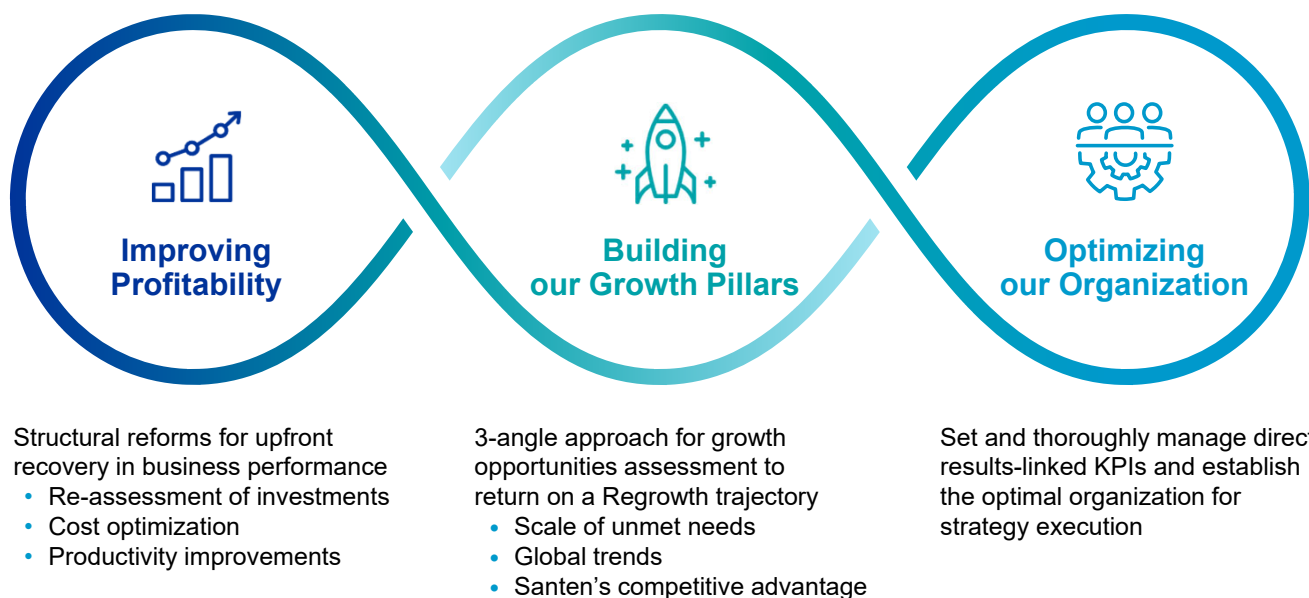 Improving
Profitability
Building
our Growth Pillars
Optimizing
our Organization
Structural reforms for upfront
recovery in business performance
• Re-assessment of investments
• Cost optimization
• Productivity improvements
3-angle approach for growth
opportunities assessment to
return on a Regrowth trajectory
• Scale of unmet needs
• Global trends
• Santen’s competitive advantage
Set and thoroughly manage direct
results-linked KPIs and establish
the optimal organization for
strategy execution